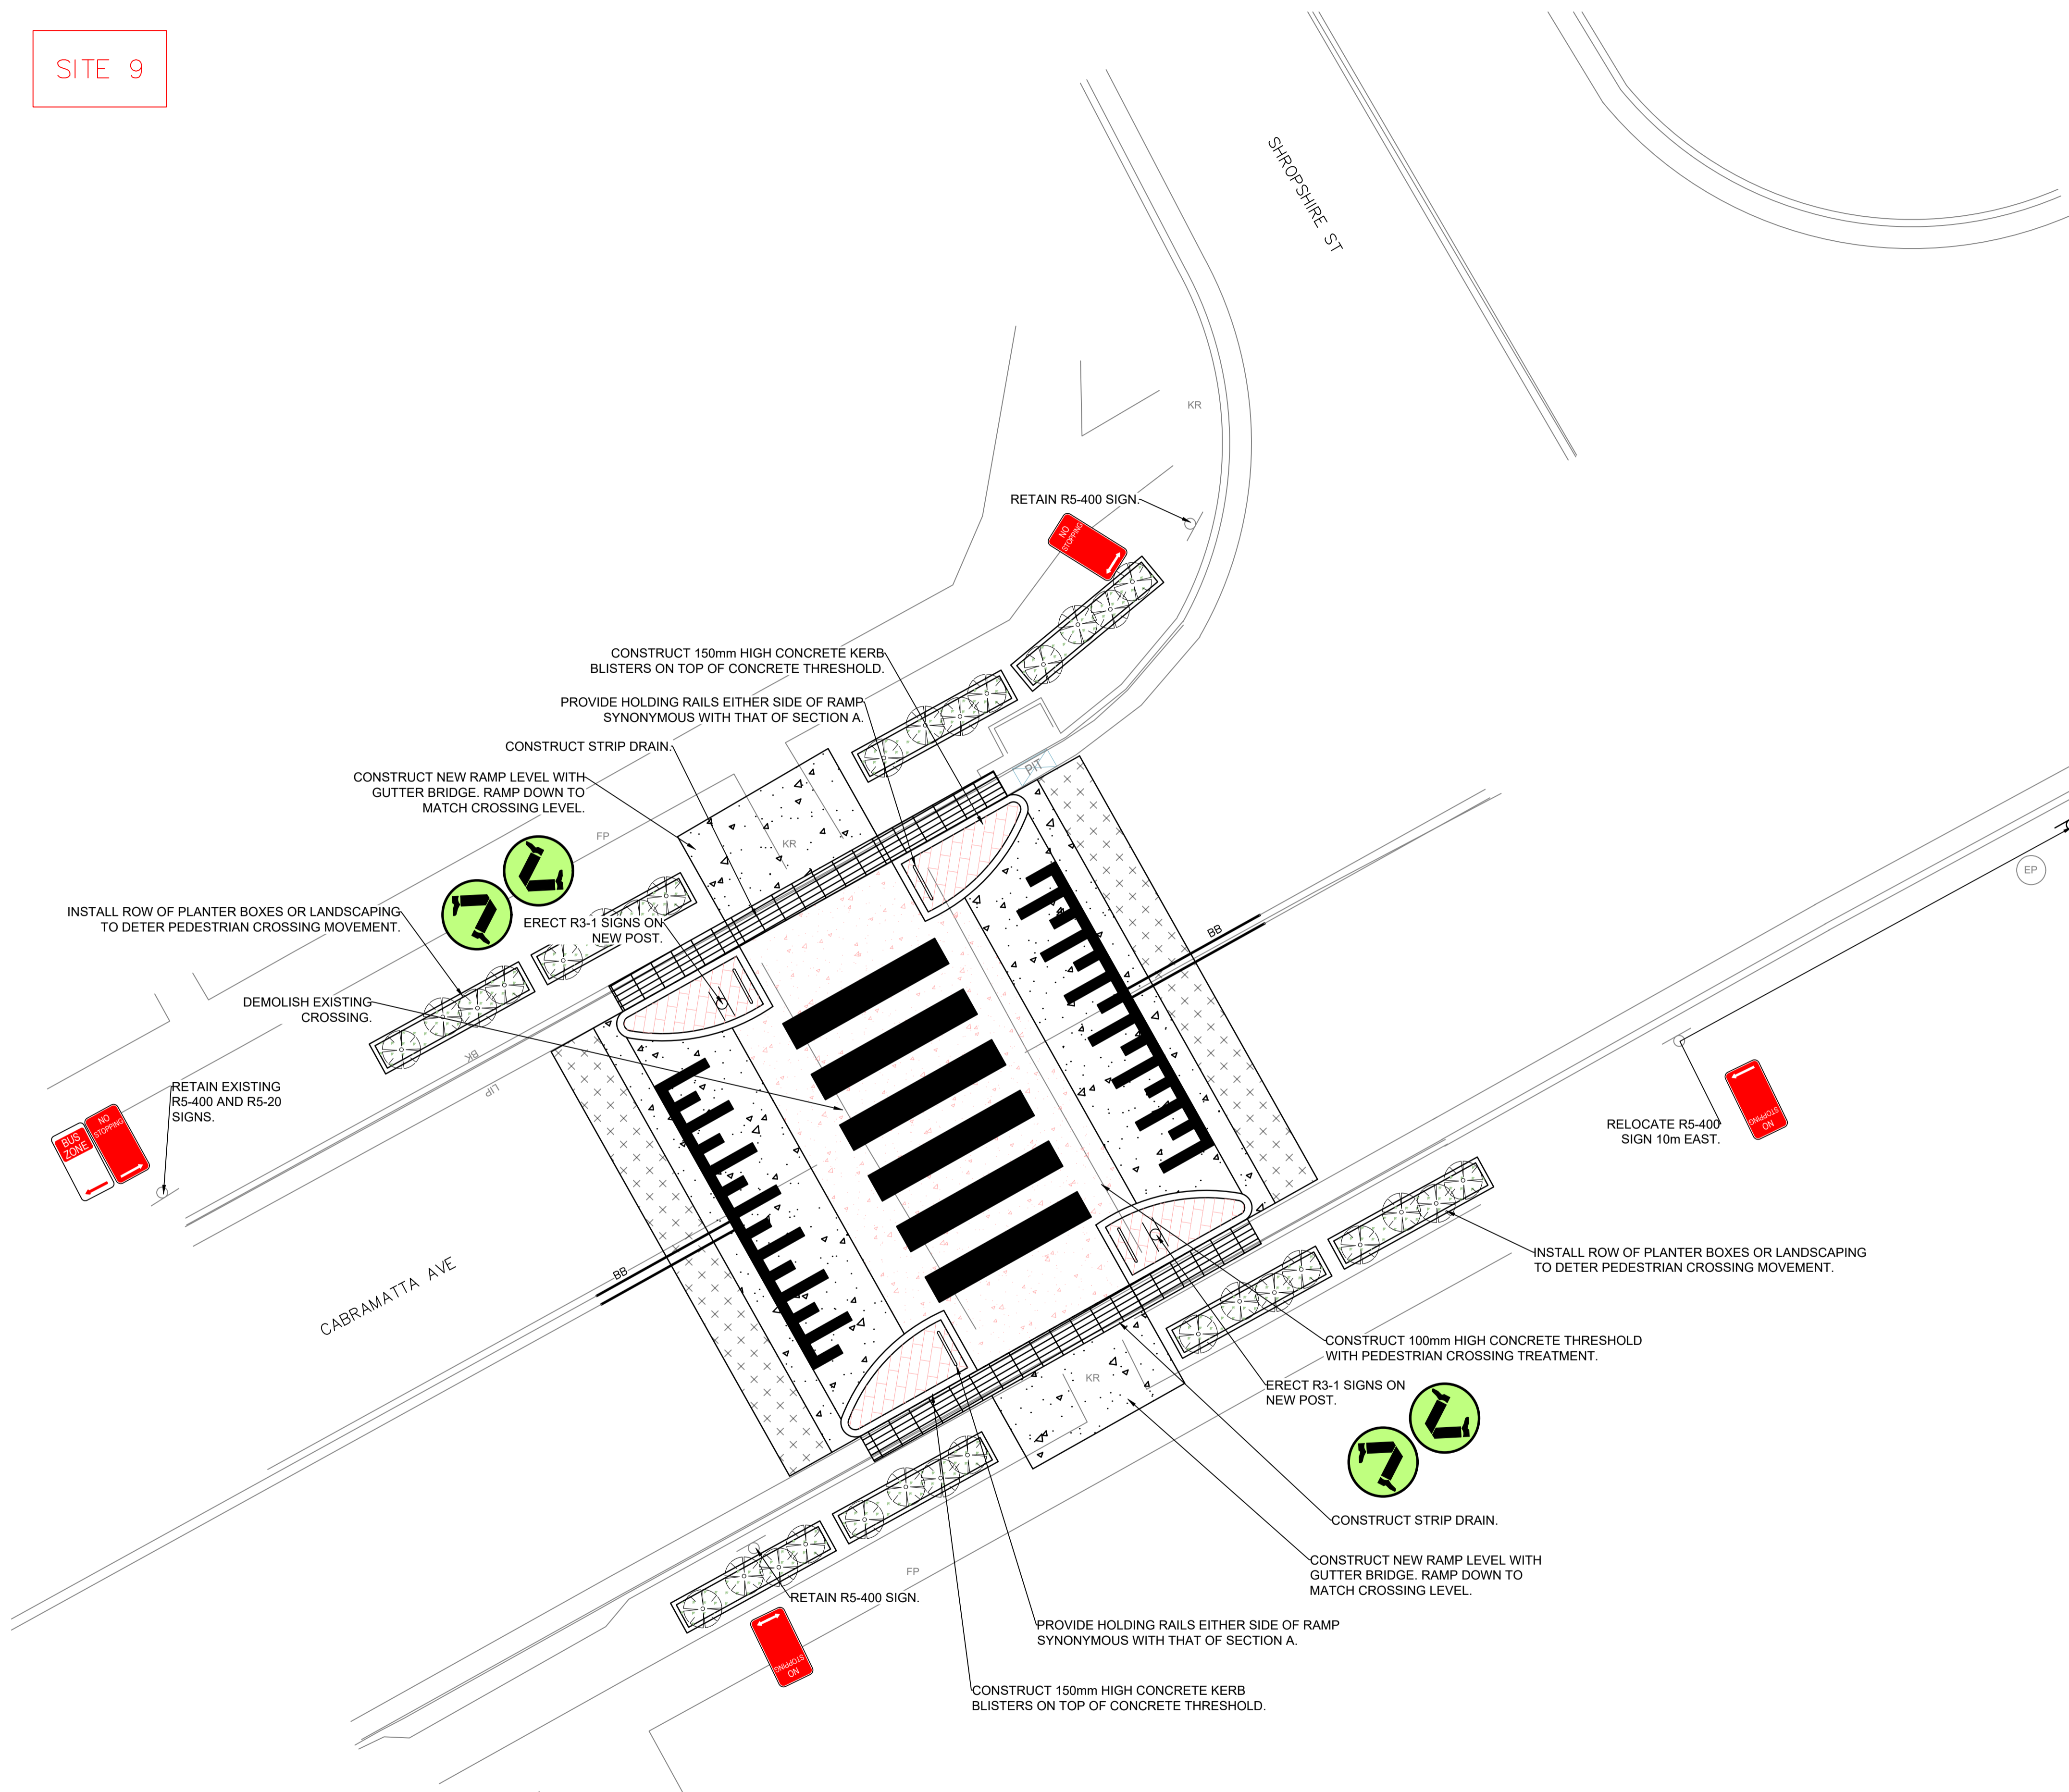 SITE 9
SHROPSHIRE ST
KR
RETAIN R5-400 SIGN.
NO
STOPPING
CONSTRUCT 150mm HIGH CONCRETE KERB
BLISTERS ON TOP OF CONCRETE THRESHOLD.
PROVIDE HOLDING RAILS EITHER SIDE OF RAMP
SYNONYMOUS WITH THAT OF SECTION A.
CONSTRUCT STRIP DRAIN.
PIT
CONSTRUCT NEW RAMP LEVEL WITH
GUTTER BRIDGE. RAMP DOWN TO
MATCH CROSSING LEVEL.
FP
KR
EP
INSTALL ROW OF PLANTER BOXES OR LANDSCAPING
TO DETER PEDESTRIAN CROSSING MOVEMENT.
ERECT R3-1 SIGNS ON
NEW POST.
BB
DEMOLISH EXISTING
CROSSING.
BK
LIP
RETAIN EXISTING
R5-400 AND R5-20
SIGNS.
BUS
ZONE
NO
STOPPING
RELOCATE R5-400
SIGN 10m EAST.
NO
STOPPING
CABRAMATTA AVE
BB
INSTALL ROW OF PLANTER BOXES OR LANDSCAPING
TO DETER PEDESTRIAN CROSSING MOVEMENT.
CONSTRUCT 100mm HIGH CONCRETE THRESHOLD
WITH PEDESTRIAN CROSSING TREATMENT.
KR
ERECT R3-1 SIGNS ON
NEW POST.
CONSTRUCT STRIP DRAIN.
CONSTRUCT NEW RAMP LEVEL WITH
GUTTER BRIDGE. RAMP DOWN TO
MATCH CROSSING LEVEL.
FP
RETAIN R5-400 SIGN.
NO
STOPPING
PROVIDE HOLDING RAILS EITHER SIDE OF RAMP
SYNONYMOUS WITH THAT OF SECTION A.
CONSTRUCT 150mm HIGH CONCRETE KERB
BLISTERS ON TOP OF CONCRETE THRESHOLD.